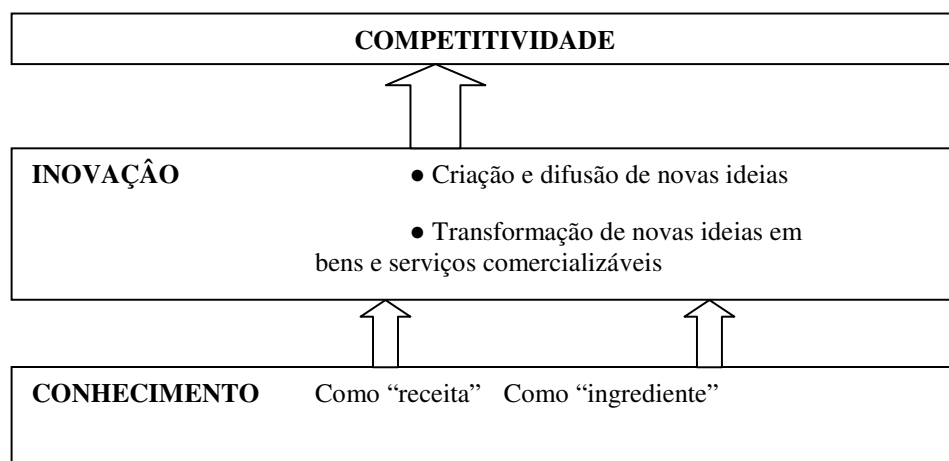 COMPETITIVIDADE
INOVAÇÂO
● Criação e difusão de novas ideias
● Transformação de novas ideias em
bens e serviços comercializáveis
CONHECIMENTO Como “receita” Como “ingrediente”